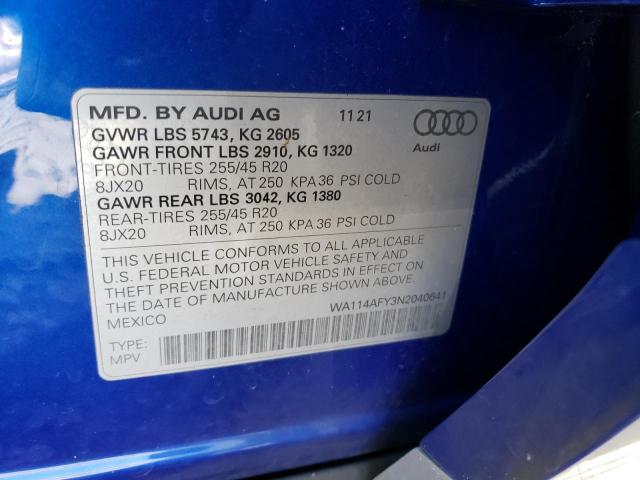 MFD. BY AUDI AG 11 21
GVWR LBS 5743, KG 2605
GAWR FRONT LBS 2910, KG 1320
FRONT-TIRES 255/45 R20
8JX20 RIMS, AT 250 KPA 36 PSI COLD
GAWR REAR LBS 3042, KG 1380
REAR-TIRES 255/45 R20
8JX20 RIMS, AT 250 KPA 36 PSI COLD
Audi
THIS VEHICLE CONFORMS TO ALL APPLICABLE
U.S. FEDERAL MOTOR VEHICLE SAFETY AND
THEFT PREVENTION STANDARDS IN EFFECT ON
THE DATE OF MANUFACTURE SHOWN ABOVE.
MEXICO
WA114AFY3N2040641
TYPE:
MPV